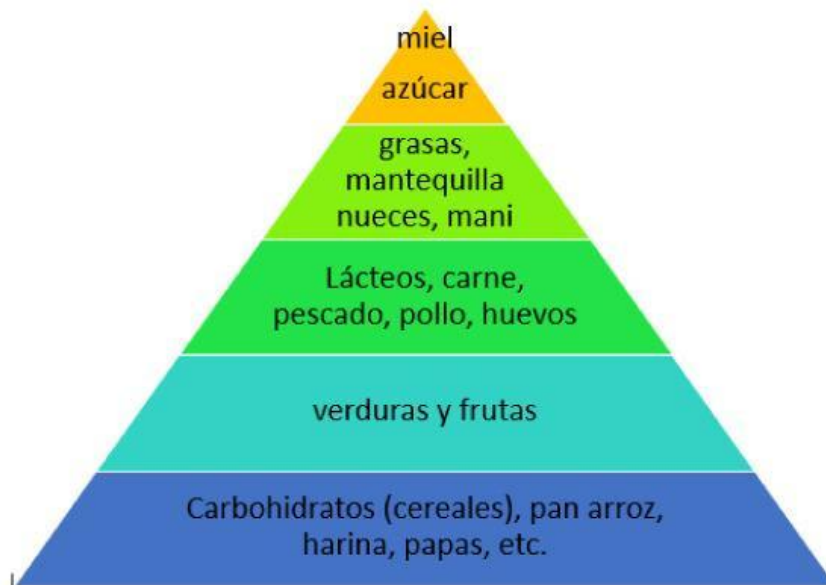 miel
azúcar
grasas,
mantequilla
nueces, mani
Lácteos, carne,
pescado, pollo, huevos
verduras y frutas
Carbohidratos (cereales), pan arroz,
harina, papas, etc.